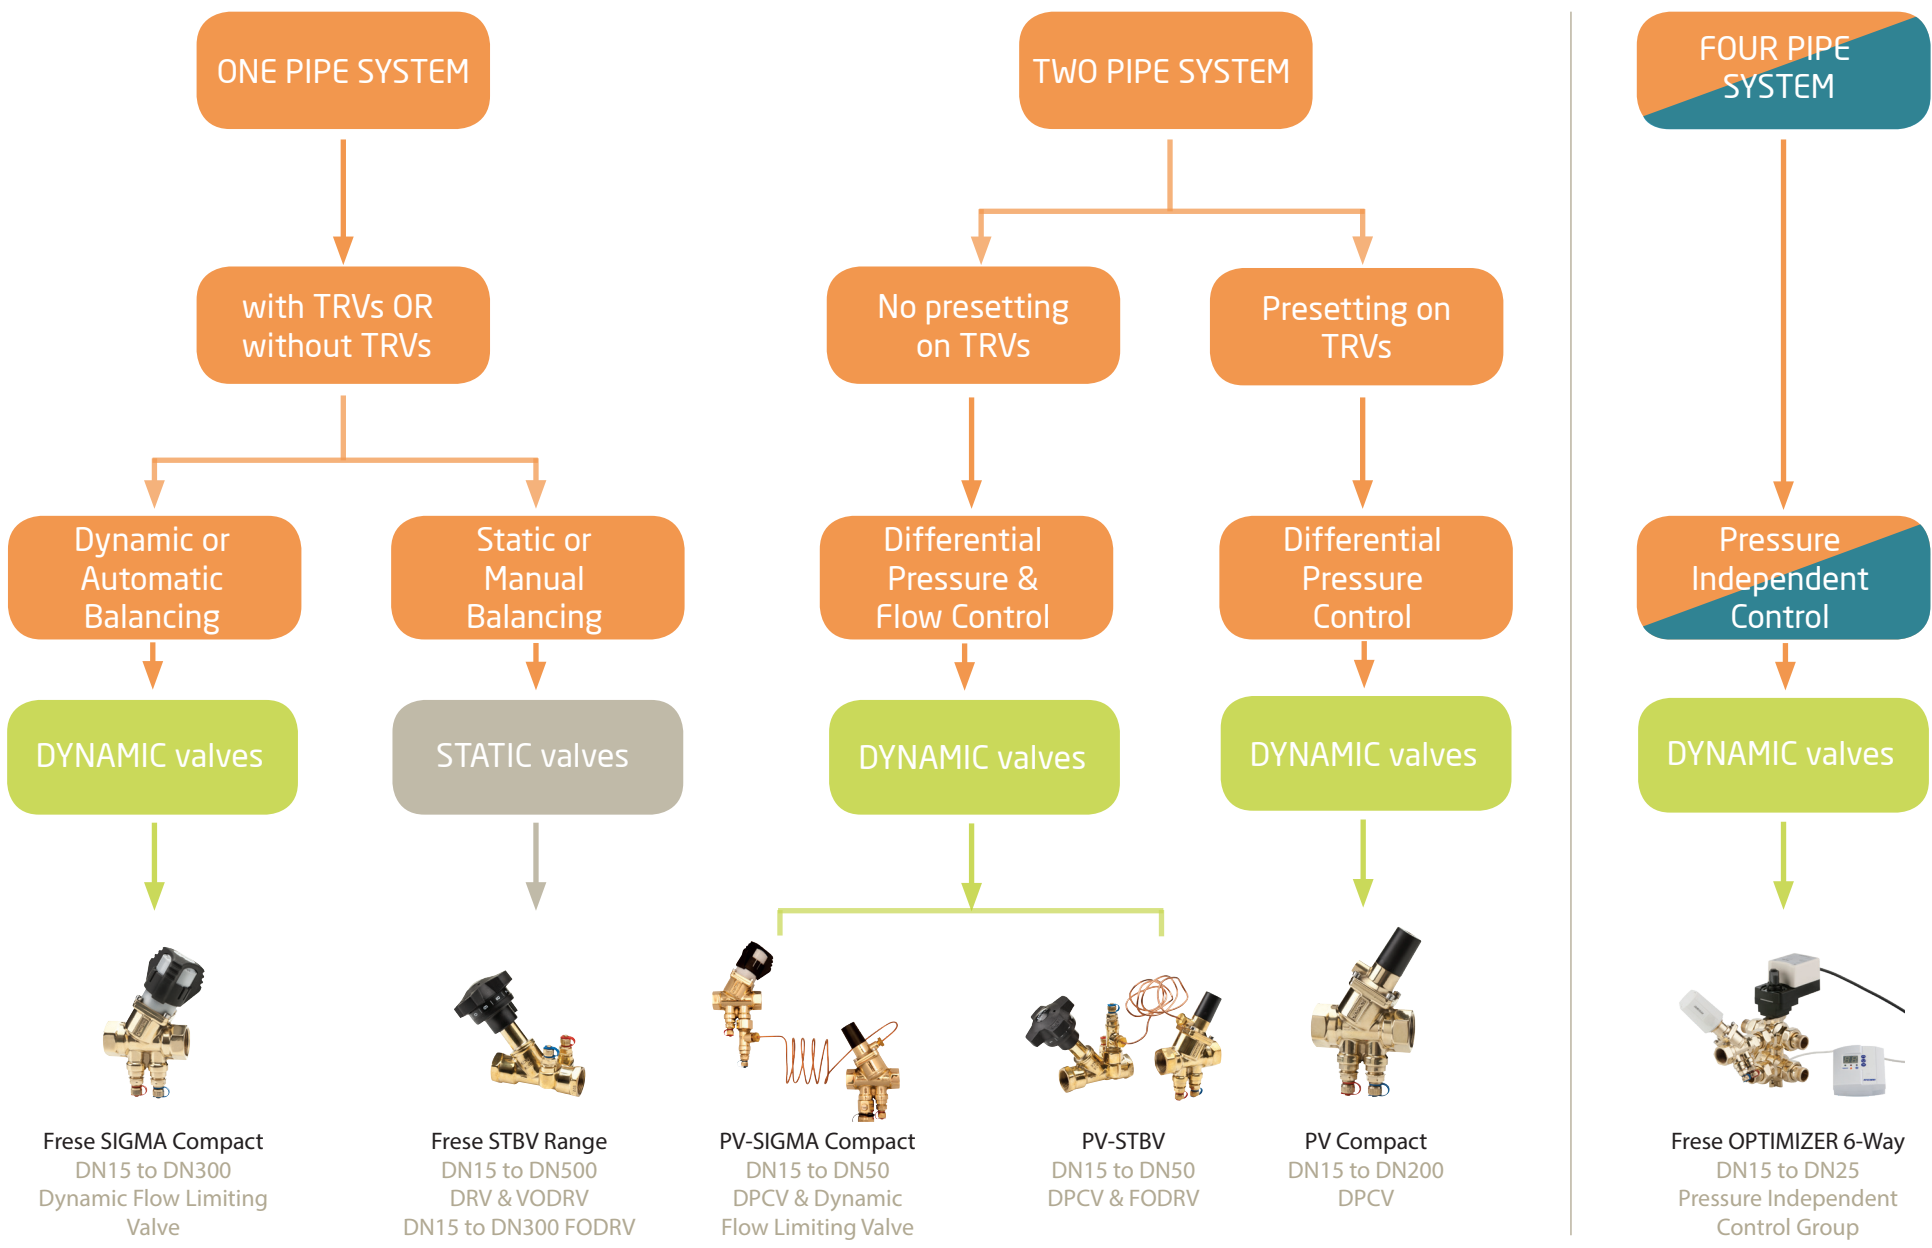 ONE PIPE SYSTEM
TWO PIPE SYSTEM
FOUR PIPE
SYSTEM
with TRVs OR
without TRVs
No presetting
on TRVs
Presetting on
TRVs
Dynamic or
Automatic
Balancing
Static or
Manual
Balancing
Differential
Pressure &
Flow Control
Differential
Pressure
Control
Pressure
Independent
Control
DYNAMIC valves
STATIC valves
DYNAMIC valves
DYNAMIC valves
DYNAMIC valves
Frese SIGMA Compact
DN15 to DN300
Dynamic Flow Limiting
Valve
Frese STBV Range
DN15 to DN500
DRV & VODRV
DN15 to DN300 FODRV
PV-SIGMA Compact
DN15 to DN50
DPCV & Dynamic
Flow Limiting Valve
PV-STBV
DN15 to DN50
DPCV & FODRV
PV Compact
DN15 to DN200
DPCV
Frese OPTIMIZER 6-Way
DN15 to DN25
Pressure Independent
Control Group